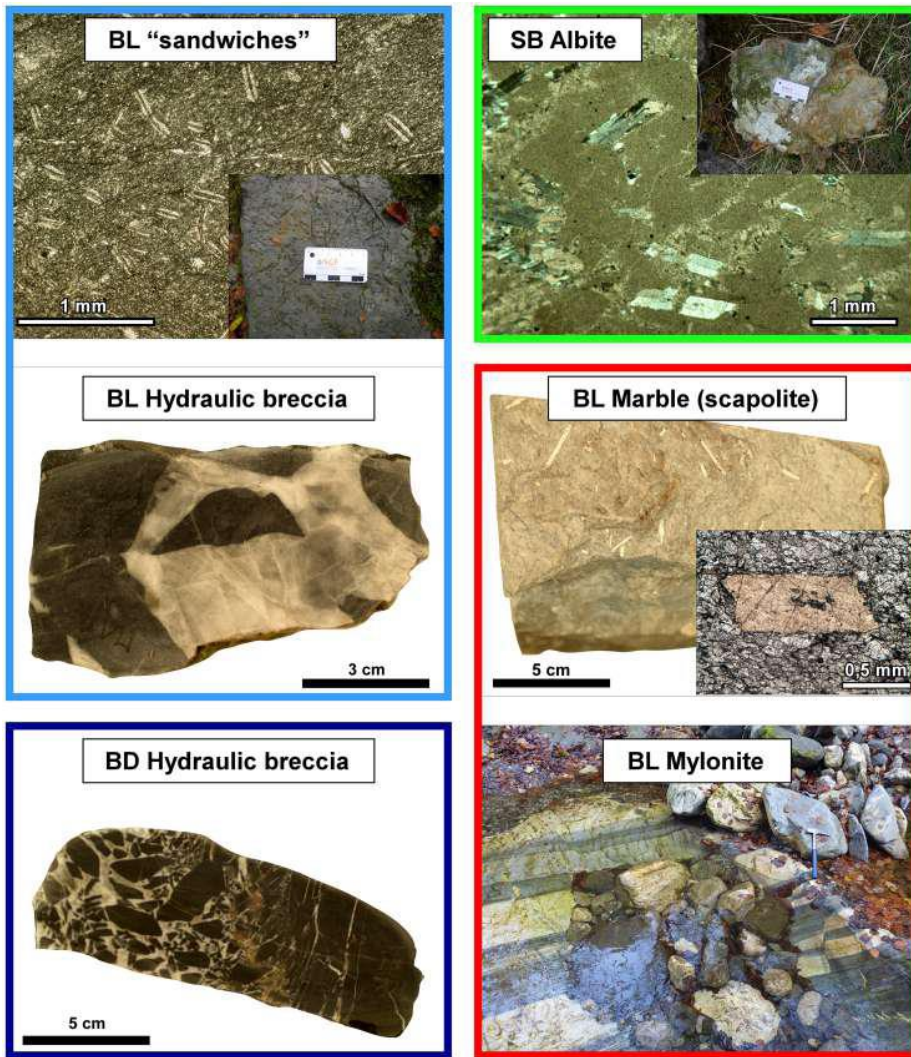 BL “sandwiches”
SB Albite
1 mm
1 mm
BL Hydraulic breccia
BL Marble (scapolite)
3 cm
5 cm
0,5 mm
BD Hydraulic breccia
BL Mylonite
5 cm